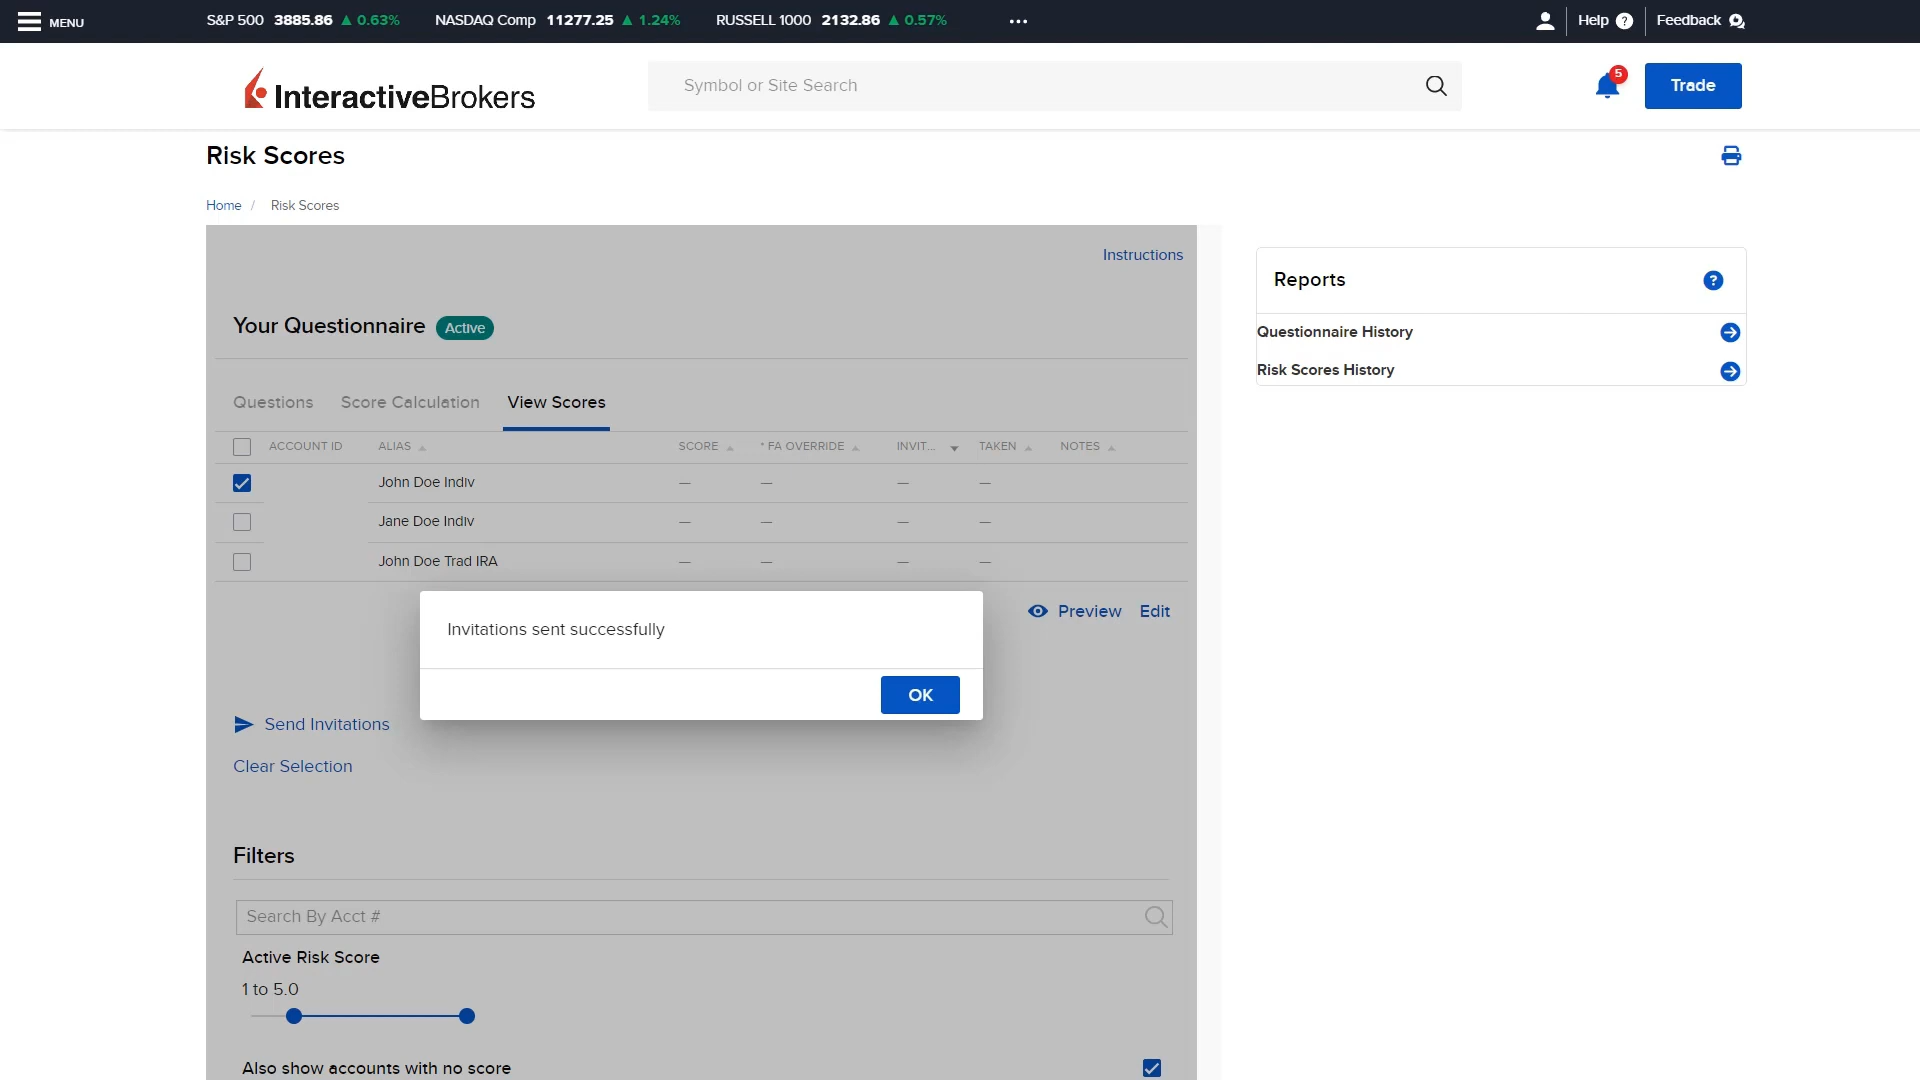 MENU
S&P 500 3885.86 ▲ 0.63% NASDAQ Comp 11277.25 ▲ 1.24% RUSSELL 1000 2132.86 ▲ 0.57% ...
Help ? Feedback
InteractiveBrokers
Symbol or Site Search
5
Trade
Risk Scores
Home / Risk Scores
Instructions
Your Questionnaire Active
Questions Score Calculation View Scores
ACCOUNT ID ALIAS SCORE * FA OVERRIDE INVIT... TAKEN NOTES
John Doe Indiv — — — —
Jane Doe Indiv — — — —
John Doe Trad IRA — — — —
Preview Edit
Invitations sent successfully
OK
Send Invitations
Clear Selection
Filters
Search By Acct #
Active Risk Score
1 to 5.0
Also show accounts with no score
Reports ?
Questionnaire History
Risk Scores History